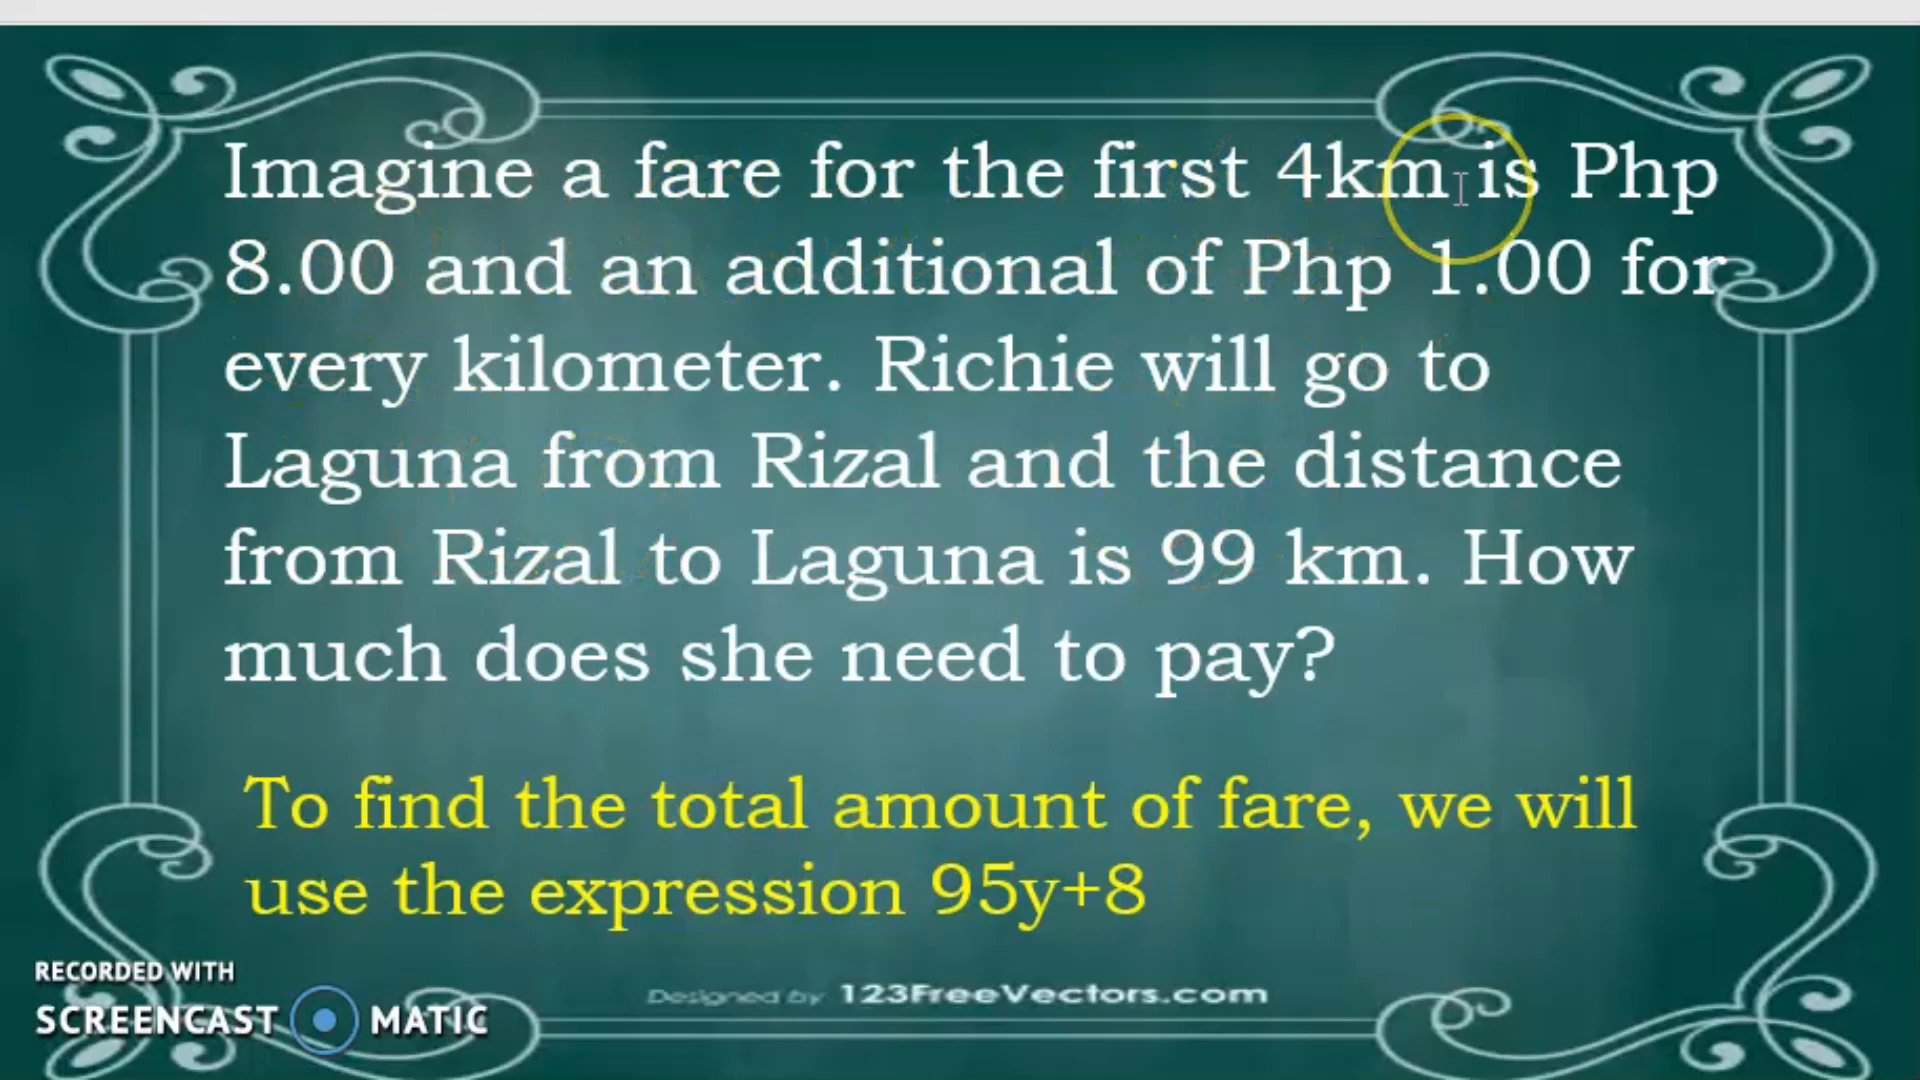 Imagine a fare for the first 4km is Php
8.00 and an additional of Php 1.00 for
every kilometer. Richie will go to
Laguna from Rizal and the distance
from Rizal to Laguna is 99 km. How
much does she need to pay?
To find the total amount of fare, we will
use the expression 95y+8
RECORDED WITH
SCREENCAST MATIC
Designed by 123FreeVectors.com